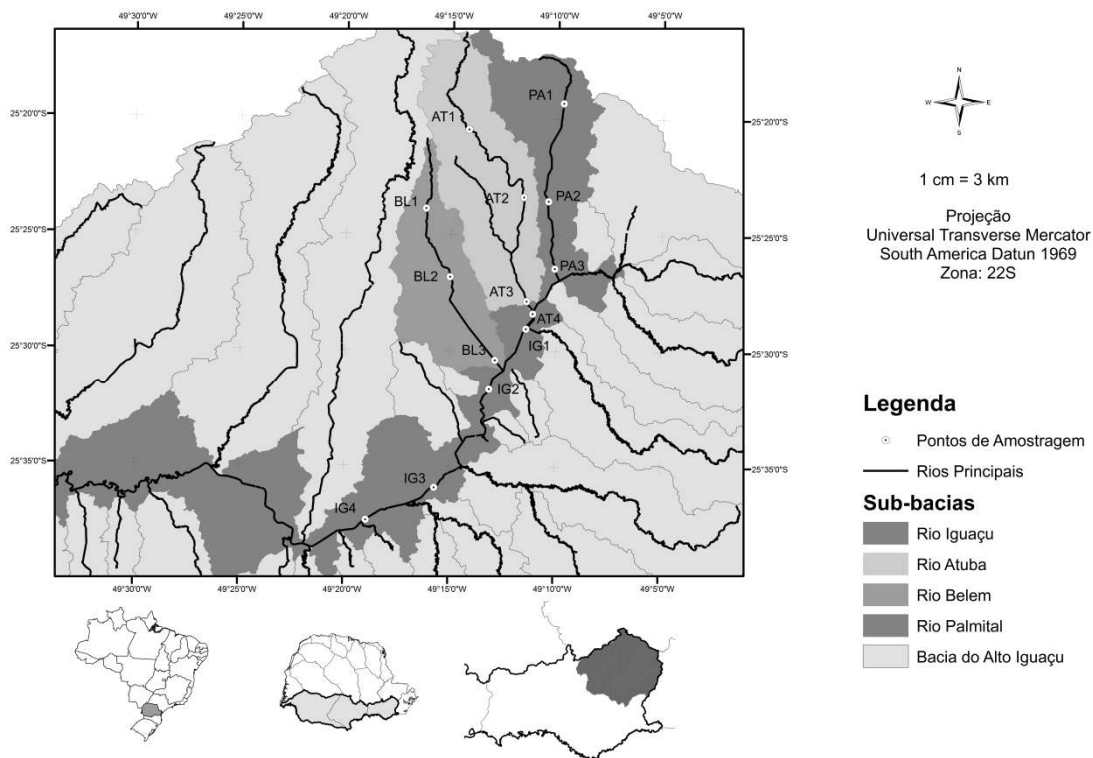 49°30'0"W 49°25'0"W 49°20'0"W 49°15'0"W 49°10'0"W 49°5'0"W
25°20'0"S
25°25'0"S
25°30'0"S
25°35'0"S
PA1
AT1
AT2
PA2
BL1
BL2
PA3
AT3
AT4
IG1
BL3
IG2
IG3
IG4
25°20'0"S
25°25'0"S
25°30'0"S
25°35'0"S
49°30'0"W 49°25'0"W 49°20'0"W 49°15'0"W 49°10'0"W 49°5'0"W
N
W E
S
1 cm = 3 km
Projeção
Universal Transverse Mercator
South America Datun 1969
Zona: 22S
Legenda
Pontos de Amostragem
Rios Principais
Sub-bacias
Rio Iguaçu
Rio Atuba
Rio Belem
Rio Palmital
Bacia do Alto Iguaçu